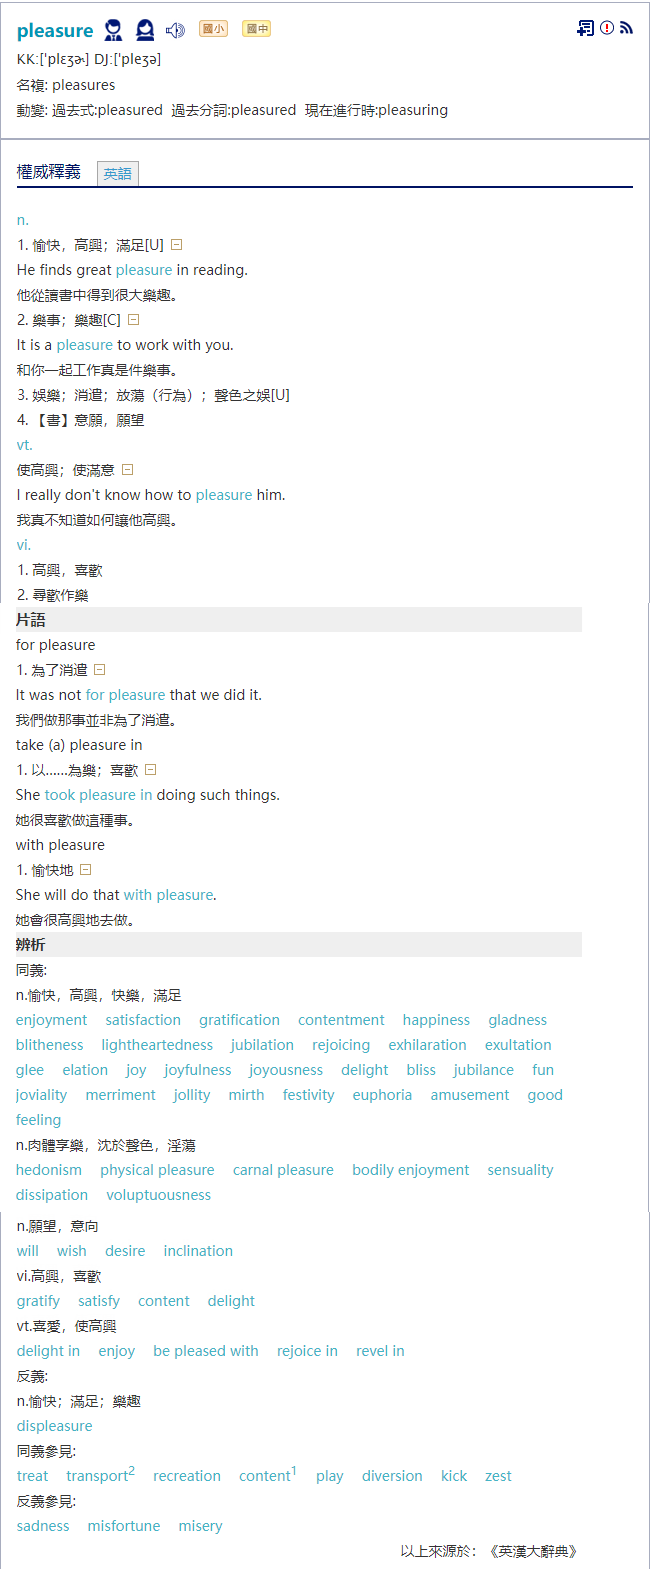 pleasure 國小 國中
KK:[ˋplɛʒɚ] DJ:[ˋpleʒə]
名複: pleasures
動變: 過去式:pleasured 過去分詞:pleasured 現在進行時:pleasuring
權威釋義 英語
n.
1. 愉快，高興；滿足[U]
He finds great pleasure in reading.
他從讀書中得到很大樂趣。
2. 樂事；樂趣[C]
It is a pleasure to work with you.
和你一起工作真是件樂事。
3. 娛樂；消遣；放蕩（行為）；聲色之娛[U]
4. 【書】意願，願望
vt.
使高興；使滿意
I really don't know how to pleasure him.
我真不知道如何讓他高興。
vi.
1. 高興，喜歡
2. 尋歡作樂
片語
for pleasure
1. 為了消遣
It was not for pleasure that we did it.
我們做那事並非為了消遣。
take (a) pleasure in
1. 以……為樂；喜歡
She took pleasure in doing such things.
她很喜歡做這種事。
with pleasure
1. 愉快地
She will do that with pleasure.
她會很高興地去做。
辨析
同義:
n.愉快，高興，快樂，滿足
enjoyment satisfaction gratification contentment happiness gladness
blitheness lightheartedness jubilation rejoicing exhilaration exultation
glee elation joy joyfulness joyousness delight bliss jubilance fun
joviality merriment jollity mirth festivity euphoria amusement good
feeling
n.肉體享樂，沈於聲色，淫蕩
hedonism physical pleasure carnal pleasure bodily enjoyment sensuality
dissipation voluptuousness
n.願望，意向
will wish desire inclination
vi.高興，喜歡
gratify satisfy content delight
vt.喜愛，使高興
delight in enjoy be pleased with rejoice in revel in
反義:
n.愉快；滿足；樂趣
displeasure
同義參見:
treat transport2 recreation content1 play diversion kick zest
反義參見:
sadness misfortune misery
以上來源於：《英漢大辭典》